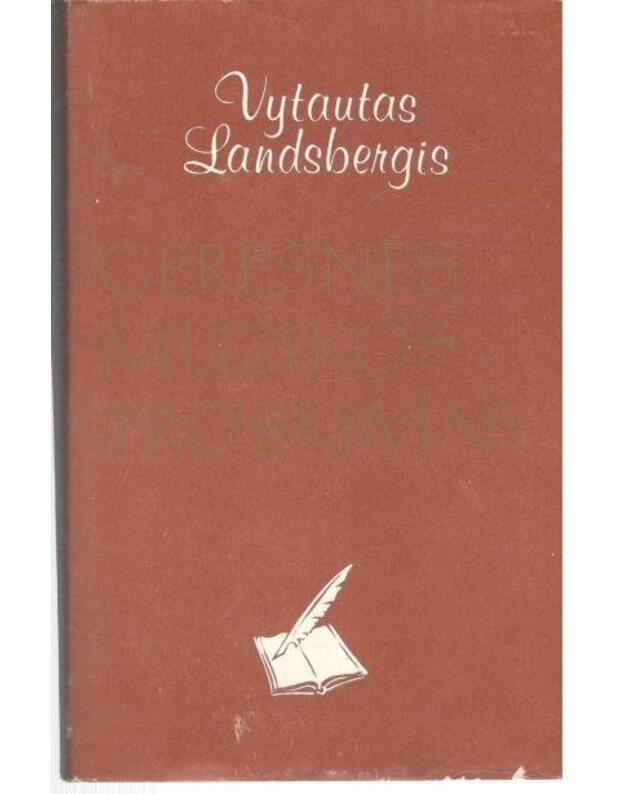 Vytautas
Landsbergis
GERESNĖS
MUZIKOS
TROŠKIMAS